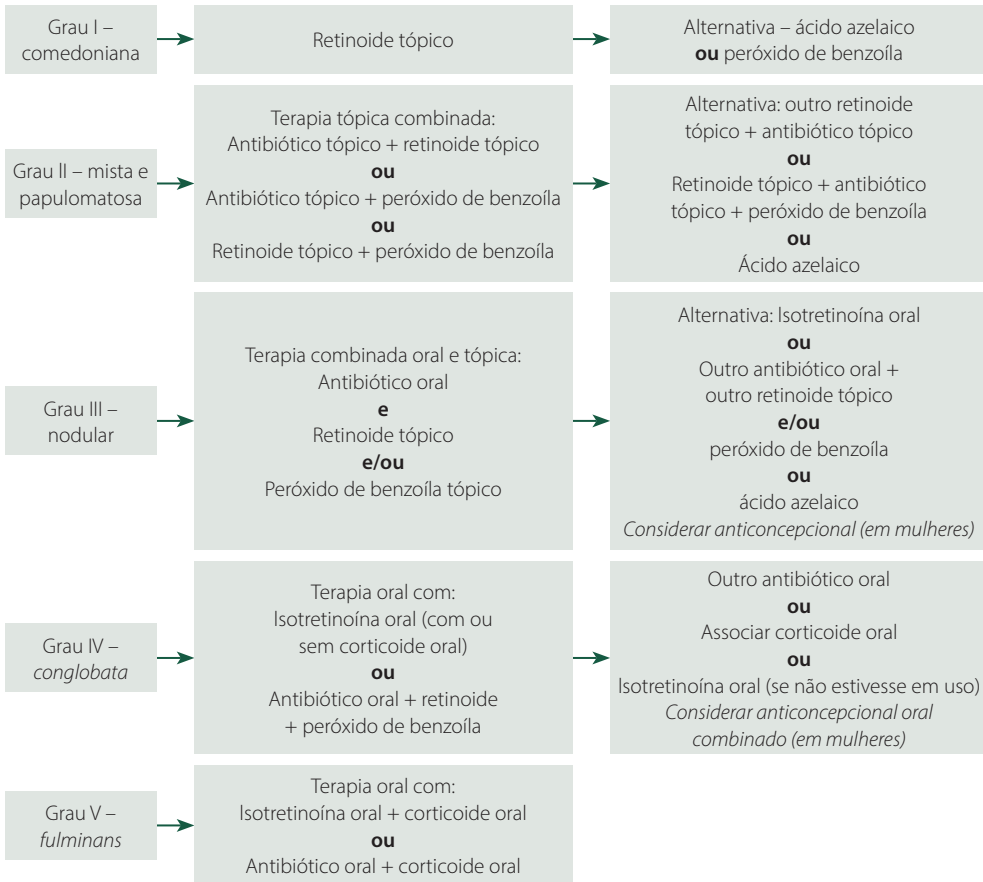 Grau I –
comedoniana
Retinoide tópico
Alternativa – ácido azelaico
ou peróxido de benzoíla
Grau II – mista e
papulomatosa
Terapia tópica combinada:
Antibiótico tópico + retinoide tópico
ou
Antibiótico tópico + peróxido de benzoíla
ou
Retinoide tópico + peróxido de benzoíla
Alternativa: outro retinoide
tópico + antibiótico tópico
ou
Retinoide tópico + antibiótico
tópico + peróxido de benzoíla
ou
Ácido azelaico
Grau III –
nodular
Terapia combinada oral e tópica:
Antibiótico oral
e
Retinoide tópico
e/ou
Peróxido de benzoíla tópico
Alternativa: Isotretinoína oral
ou
Outro antibiótico oral +
outro retinoide tópico
e/ou
peróxido de benzoíla
ou
ácido azelaico
Considerar anticoncepcional (em mulheres)
Grau IV –
conglobata
Terapia oral com:
Isotretinoína oral (com ou
sem corticoide oral)
ou
Antibiótico oral + retinoide
+ peróxido de benzoíla
Outro antibiótico oral
ou
Associar corticoide oral
ou
Isotretinoína oral (se não estivesse em uso)
Considerar anticoncepcional oral
combinado (em mulheres)
Grau V –
fulminans
Terapia oral com:
Isotretinoína oral + corticoide oral
ou
Antibiótico oral + corticoide oral